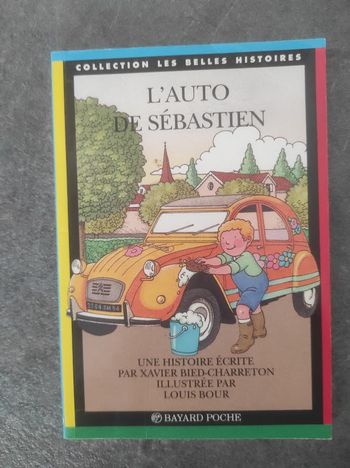 COLLECTION LES BELLES HISTOIRES
L'AUTO
DE SÉBASTIEN
UNE HISTOIRE ÉCRITE
PAR XAVIER BIED-CHARRETON
ILLUSTRÉE PAR
LOUIS BOUR
BAYARD POCHE